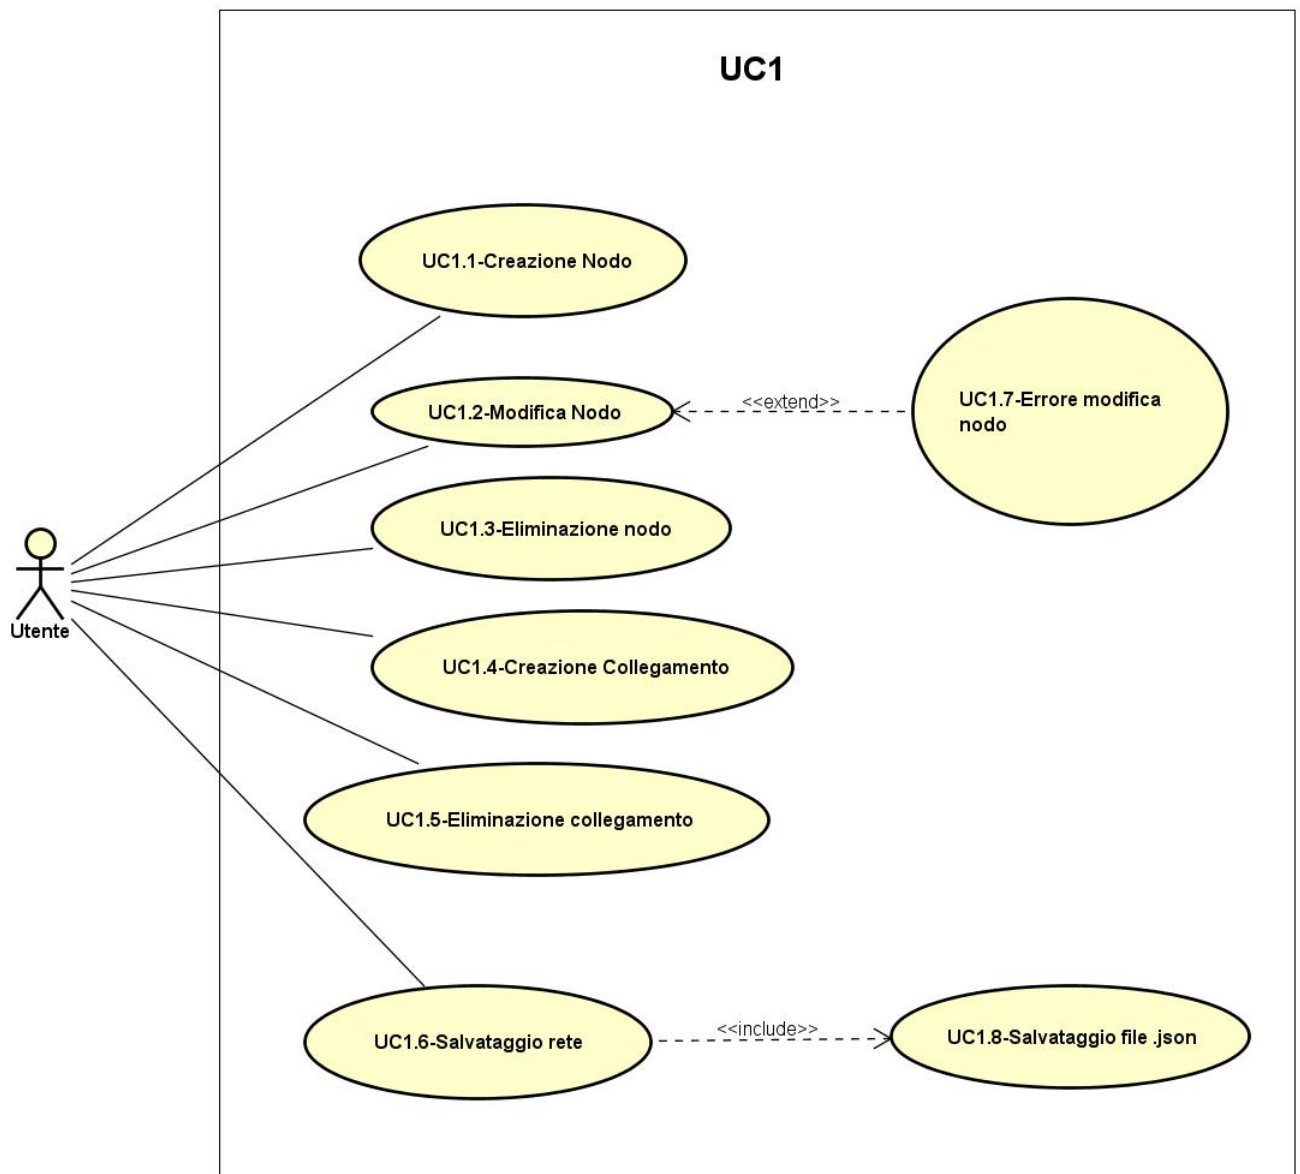 UC1
UC1.1-Creazione Nodo
UC1.2-Modifica Nodo
<<extend>>
UC1.7-Errore modifica
nodo
UC1.3-Eliminazione nodo
Utente
UC1.4-Creazione Collegamento
UC1.5-Eliminazione collegamento
UC1.6-Salvataggio rete
<<include>>
UC1.8-Salvataggio file .json